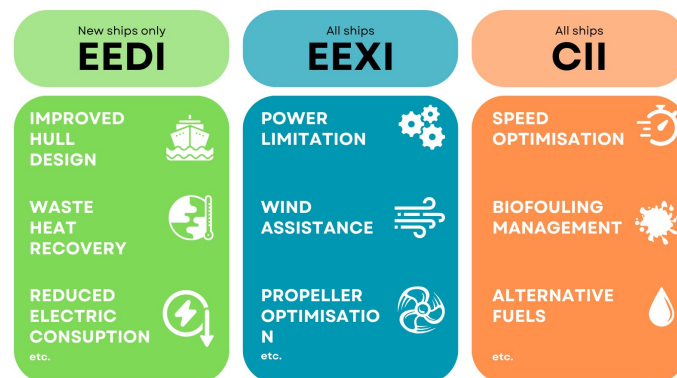 New ships only
EEDI
IMPROVED
HULL
DESIGN
WASTE
HEAT
RECOVERY
REDUCED
ELECTRIC
CONSUPTION
etc.
All ships
EEXI
POWER
LIMITATION
WIND
ASSISTANCE
PROPELLER
OPTIMISATIO
N
etc.
All ships
CII
SPEED
OPTIMISATION
BIOFOULING
MANAGEMENT
ALTERNATIVE
FUELS
etc.